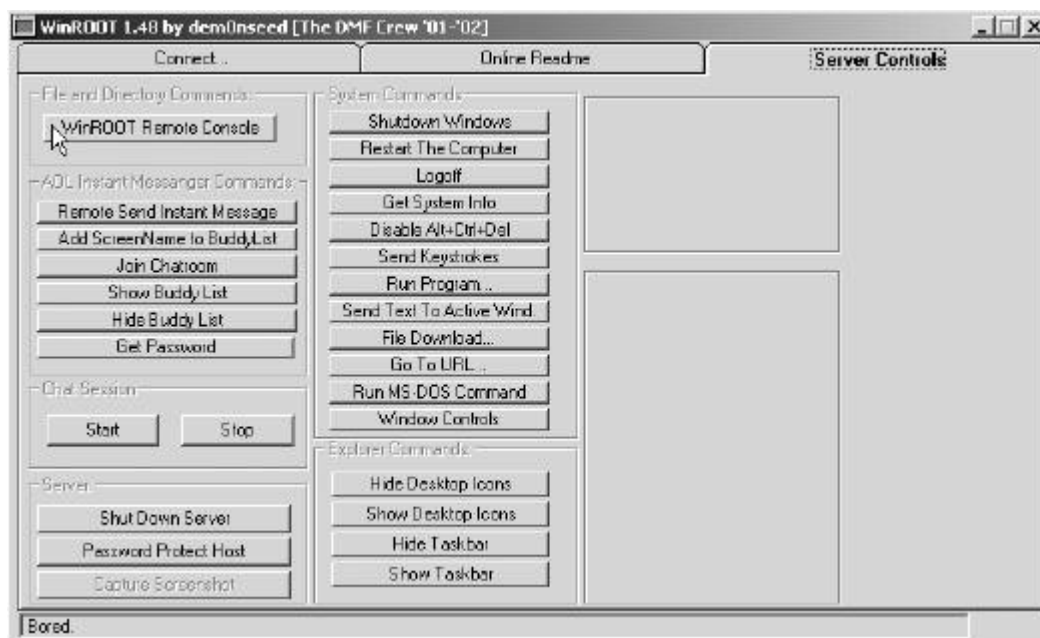 WinROOT 1.48 by dem0nseed [The DMF Crew '01-'02]
Connect...
Online Readme
Server Controls
File and Directory Commands
WinROOT Remote Console
AOL Instant Messanger Commands
Remote Send Instant Message
Add ScreenName to BuddyList
Join Chatroom
Show Buddy List
Hide Buddy List
Get Password
Chat Session
Start
Stop
Server
Shut Down Server
Password Protect Host
Capture Screenshot
System Commands
Shutdown Windows
Restart The Computer
Logoff
Get System Info
Disable Alt+Ctrl+Del
Send Keystrokes
Run Program...
Send Text To Active Wind.
File Download...
Go To URL...
Run MS-DOS Command
Window Controls
Explorer Commands
Hide Desktop Icons
Show Desktop Icons
Hide Taskbar
Show Taskbar
Bored.